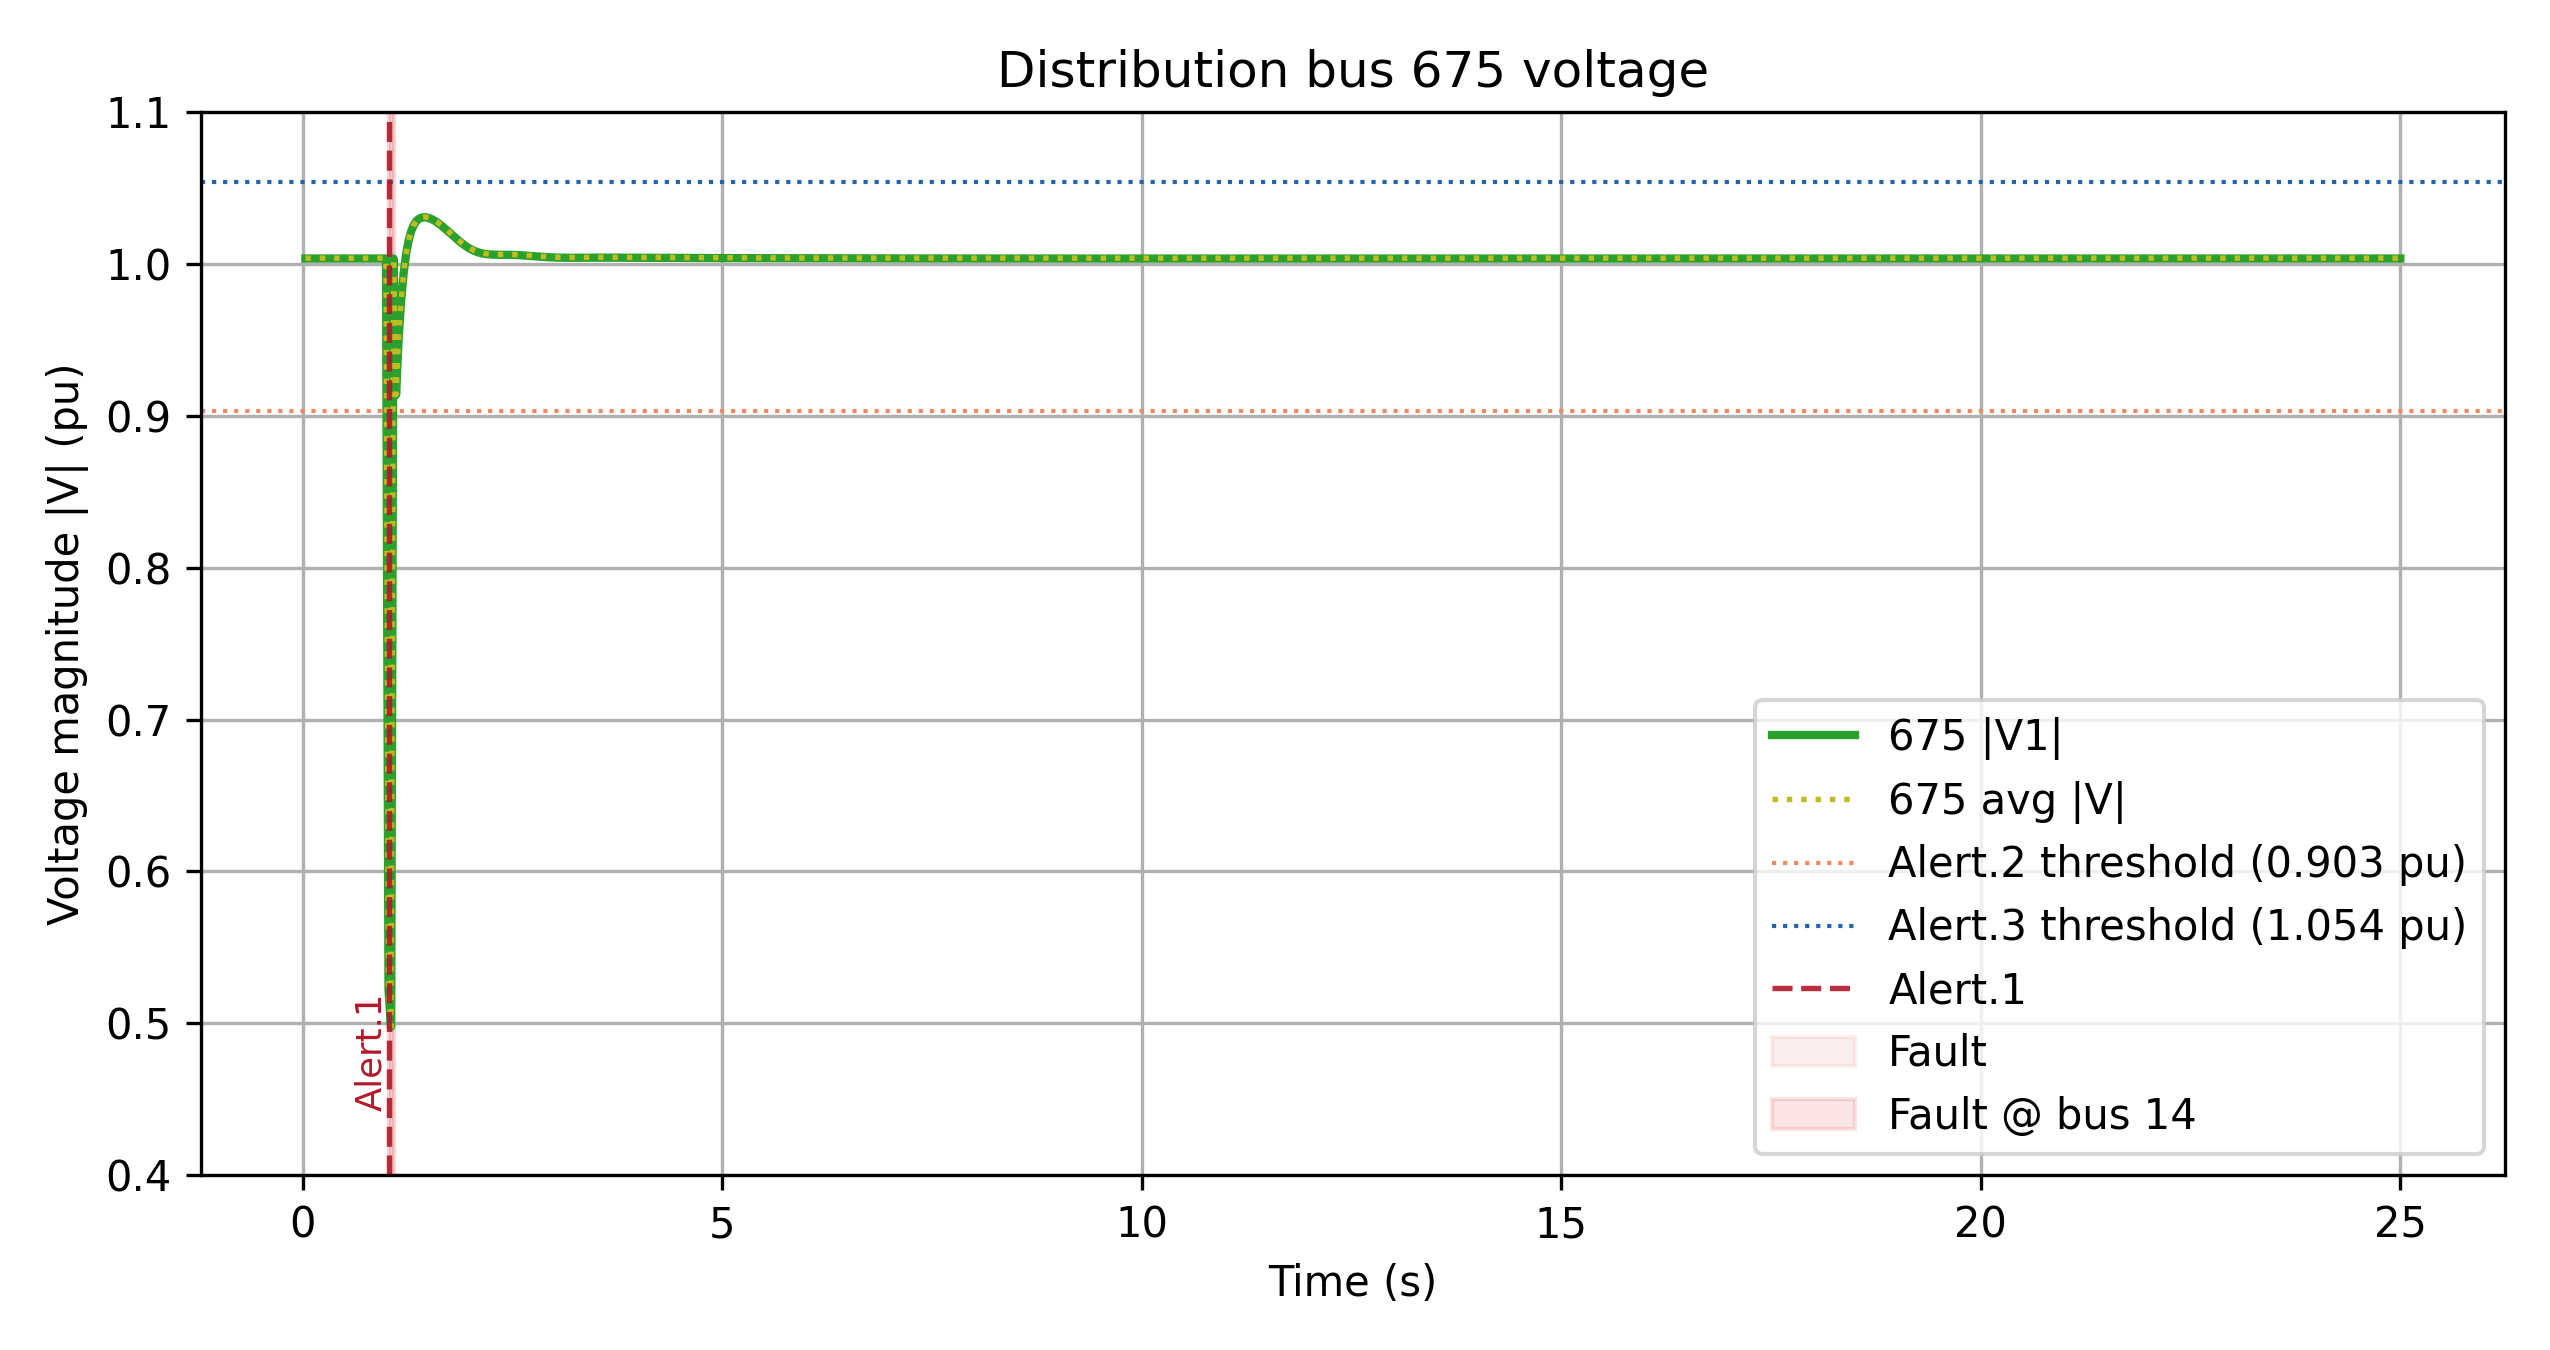 Distribution bus 675 voltage
Voltage magnitude |V| (pu)
1.1
1.0
0.9
0.8
0.7
0.6
0.5
0.4
Alert.1
675 |V1|
675 avg |V|
Alert.2 threshold (0.903 pu)
Alert.3 threshold (1.054 pu)
Alert.1
Fault
Fault @ bus 14
0 5 10 15 20 25
Time (s)